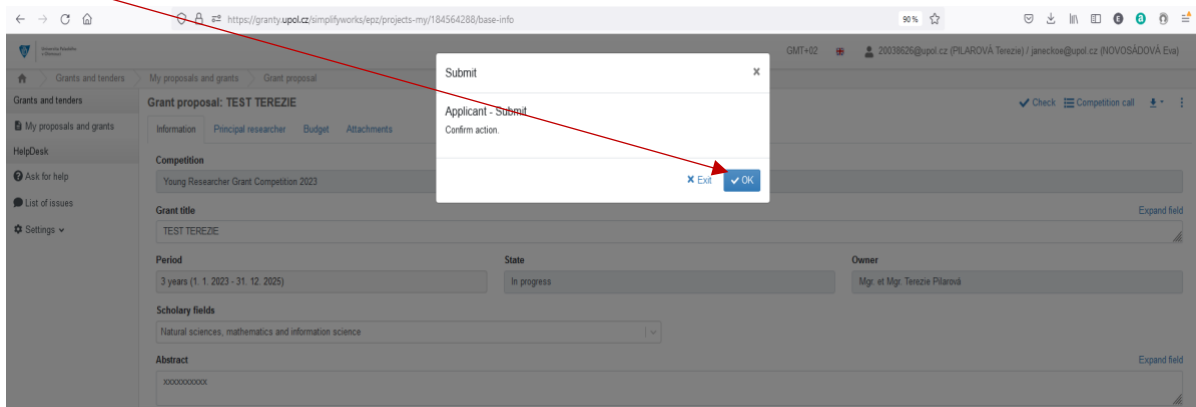 https://granty.upol.cz/simplifyworks/epz/projects-my/184564288/base-info
90 %
GMT+02
20038626@upol.cz (PILAROVÁ Terezie) / janeckoe@upol.cz (NOVOSÁDOVÁ Eva)
Grants and tenders
My proposals and grants
Grant proposal
Submit
x
Grants and tenders
Grant proposal: TEST TEREZIE
Check
Competition call
Applicant - Submit
My proposals and grants
Information
Principal researcher
Budget
Attachments
Confirm action.
HelpDesk
Competition
Ask for help
Young Researcher Grant Competition 2023
Exit
OK
List of issues
Grant title
Expand field
Settings
TEST TEREZIE
Period
State
Owner
3 years (1. 1. 2023 - 31. 12. 2025)
In progress
Mgr. et Mgr. Terezie Pilarová
Scholary fields
Natural sciences, mathematics and information science
Abstract
Expand field
xxxxxxxxxx